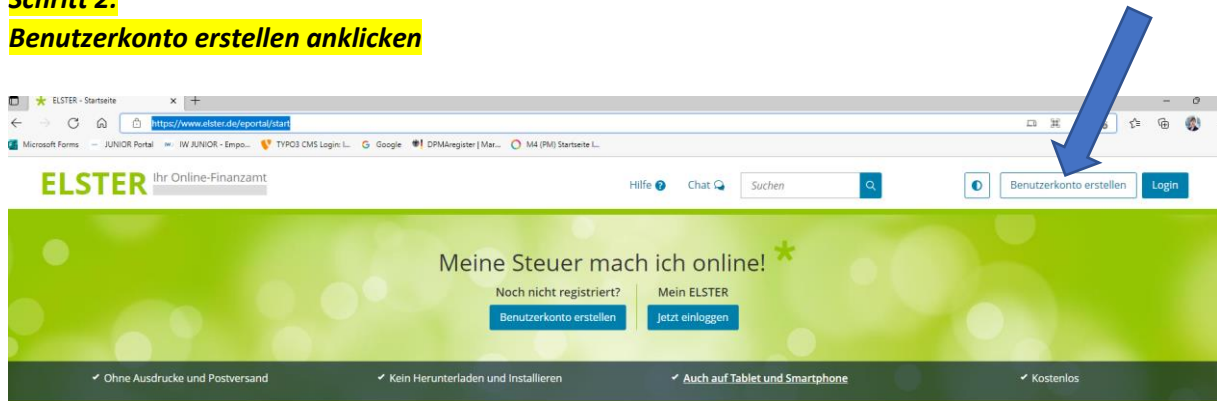 Schritt 2:
Benutzerkonto erstellen anklicken
ELSTER - Startseite
https://www.elster.de/eportal/start
Microsoft Forms JUNIOR Portal IW JUNIOR - Empo... TYPO3 CMS Login: I... Google DPMAregister | Mar... M4 (PM) Startseite I...
ELSTER Ihr Online-Finanzamt Hilfe Chat Suchen Benutzerkonto erstellen Login
Meine Steuer mach ich online!
Noch nicht registriert? Mein ELSTER
Benutzerkonto erstellen Jetzt einloggen
✓ Ohne Ausdrucke und Postversand ✓ Kein Herunterladen und Installieren ✓ Auch auf Tablet und Smartphone ✓ Kostenlos